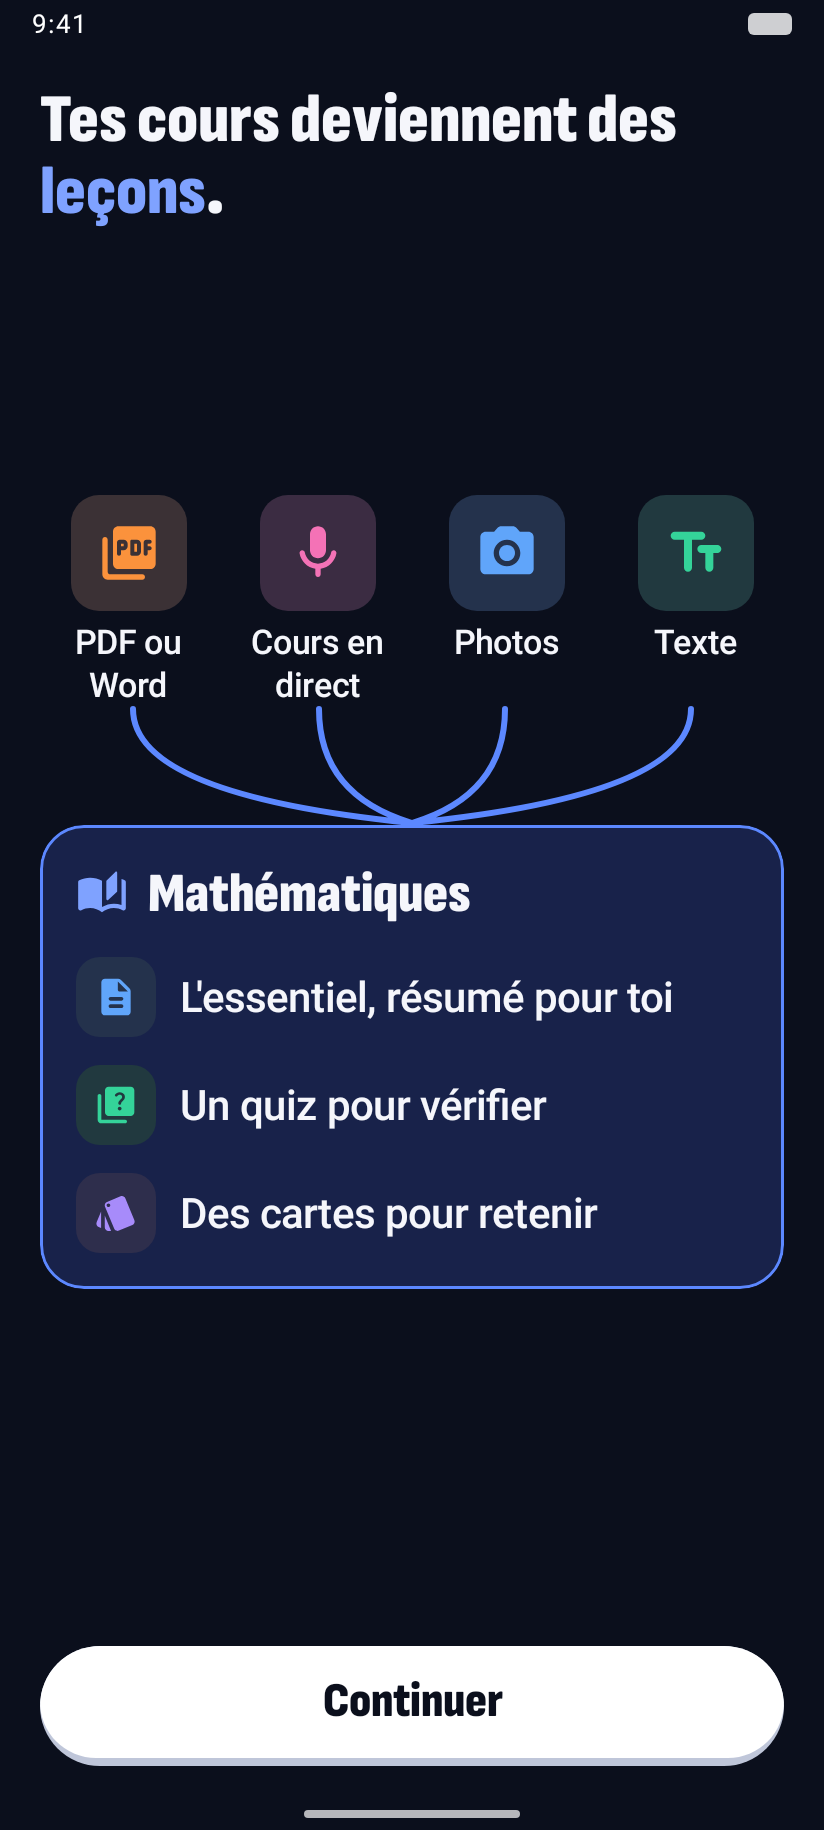 9:41
Tes cours deviennent des
leçons.
PDF
PDF ou
Word
Cours en
direct
Photos
Tт
Texte
Mathématiques
L'essentiel, résumé pour toi
?
Un quiz pour vérifier
Des cartes pour retenir
Continuer